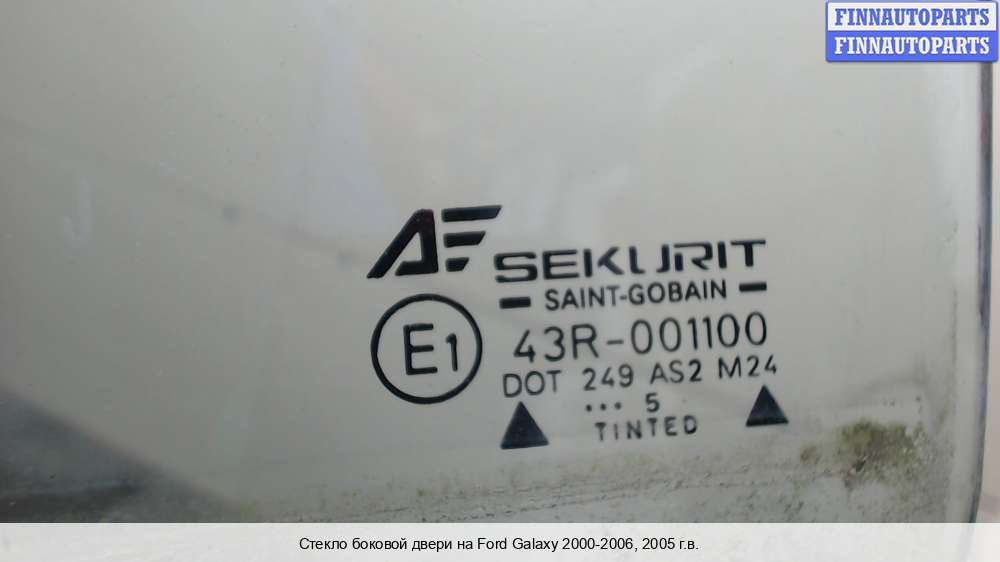 FINNAUTOPARTS
FINNAUTOPARTS
AF SEKURIT
SAINT-GOBAIN
E1 43R-001100
DOT 249 AS2 M24
... 5
TINTED
Стекло боковой двери на Ford Galaxy 2000-2006, 2005 г.в.